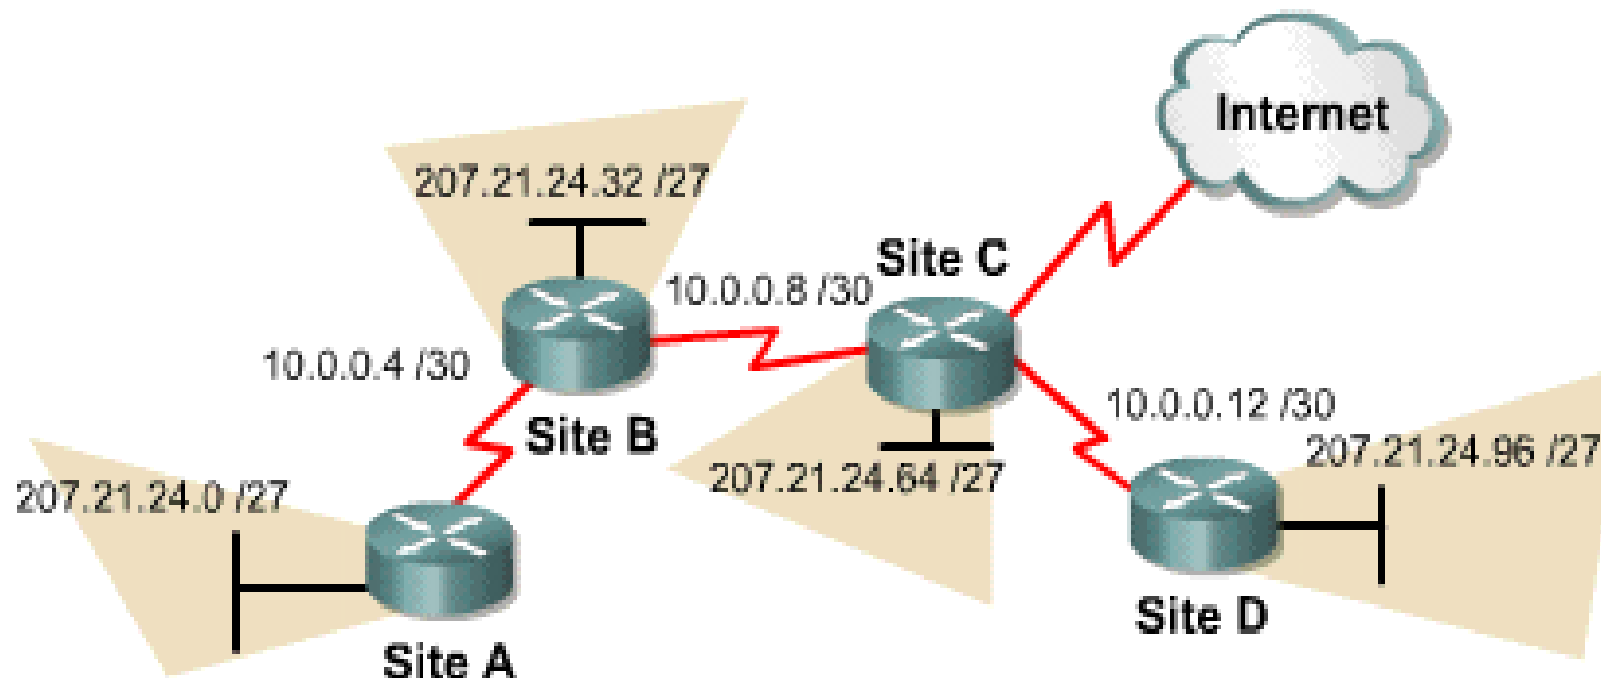 Internet
207.21.24.32 /27
Site C
10.0.0.8 /30
10.0.0.4 /30
Site B
10.0.0.12 /30
207.21.24.96 /27
207.21.24.64 /27
207.21.24.0 /27
Site D
Site A